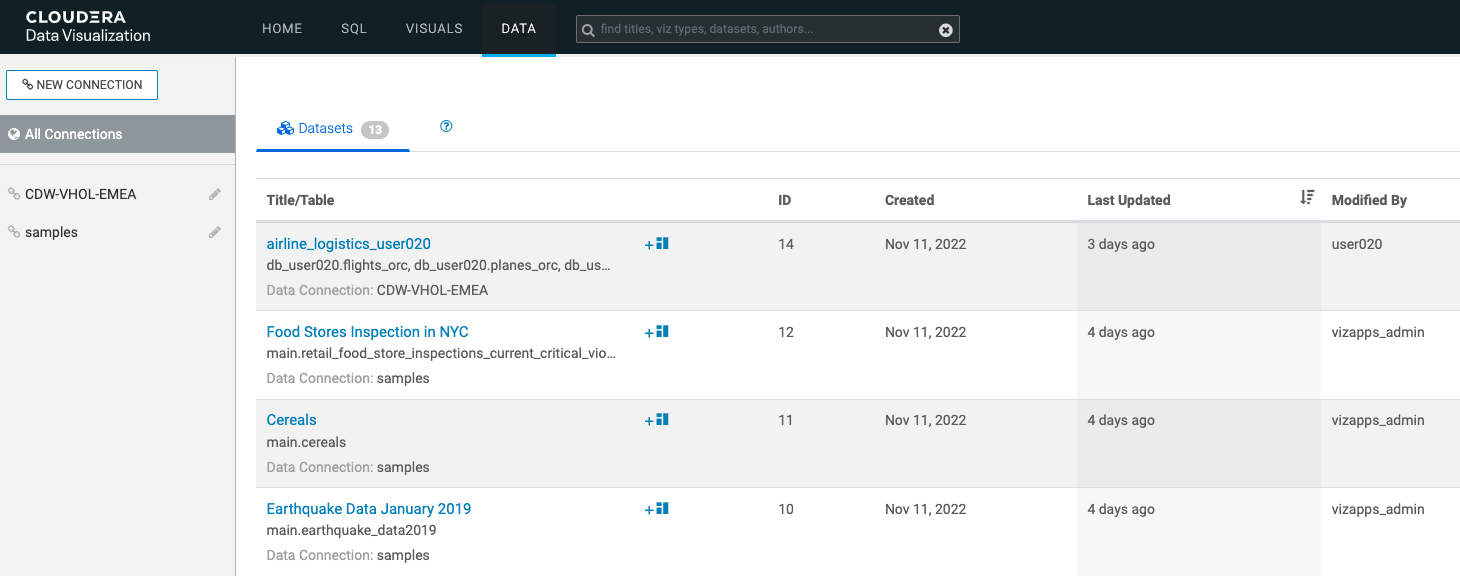 CLOUDERA
Data Visualization
HOME SQL VISUALS DATA find titles, viz types, datasets, authors...
NEW CONNECTION
All Connections
CDW-VHOL-EMEA
samples
Datasets 13 ?
Title/Table ID Created Last Updated Modified By
airline_logistics_user020 + 14 Nov 11, 2022 3 days ago user020
db_user020.flights_orc, db_user020.planes_orc, db_us...
Data Connection: CDW-VHOL-EMEA
Food Stores Inspection in NYC + 12 Nov 11, 2022 4 days ago vizapps_admin
main.retail_food_store_inspections_current_critical_vio...
Data Connection: samples
Cereals + 11 Nov 11, 2022 4 days ago vizapps_admin
main.cereals
Data Connection: samples
Earthquake Data January 2019 + 10 Nov 11, 2022 4 days ago vizapps_admin
main.earthquake_data2019
Data Connection: samples